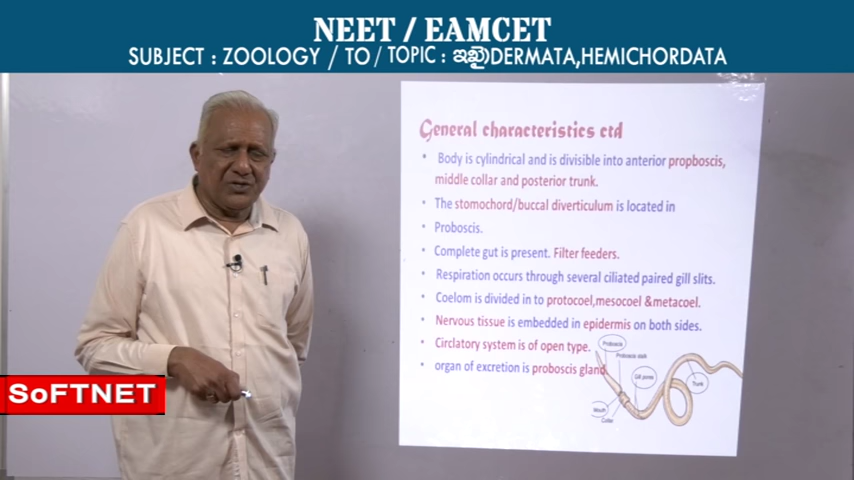 NEET / EAMCET
SUBJECT : ZOOLOGY / TO / TOPIC : DERMATA,HEMICHORDATA
General characteristics ctd
• Body is cylindrical and is divisible into anterior propboscis,
middle collar and posterior trunk.
• The stomochord/buccal diverticulum is located in
• Proboscis.
• Complete gut is present. Filter feeders.
• Respiration occurs through several ciliated paired gill slits.
• Coelom is divided in to protocoel,mesocoel &metacoel.
• Nervous tissue is embedded in epidermis on both sides.
• Circlatory system is of open type.
• organ of excretion is proboscis gland
Proboscis
Proboscis stalk
Gill pores
Trunk
Mouth
Collar
SoFTNET